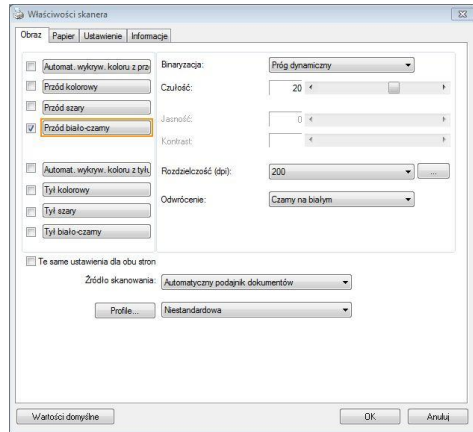 Właściwości skanera
Obraz Papier Ustawienie Informacje
Automat. wykryw. koloru z prz
Przód kolorowy
Przód szary
Przód biało-czarny
Automat. wykryw. koloru z tyłu
Tył kolorowy
Tył szary
Tył biało-czarny
Binaryzacja: Próg dynamiczny
Czułość: 20
Jasność: 0
Kontrast:
Rozdzielczość (dpi): 200 ...
Odwrócenie: Czarny na białym
Te same ustawienia dla obu stron
Źródło skanowania: Automatyczny podajnik dokumentów
Profile... Niestandardowa
Wartości domyślne OK Anuluj